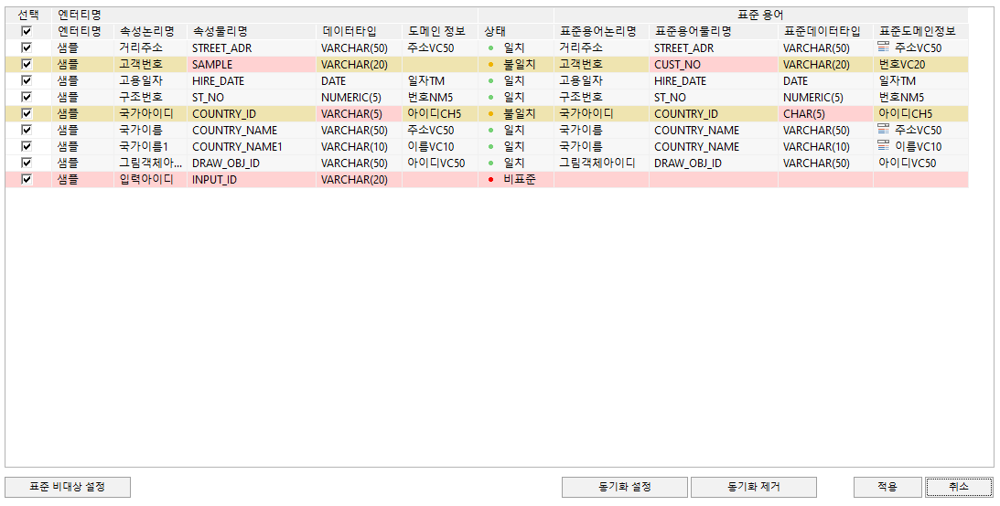 선택 엔터티명 표준 용어
엔터티명 속성논리명 속성물리명 데이터타입 도메인 정보 상태 표준용어논리명 표준용어물리명 표준데이터타입 표준도메인정보
샘플 거리주소 STREET_ADR VARCHAR(50) 주소VC50 일치 거리주소 STREET_ADR VARCHAR(50) 주소VC50
샘플 고객번호 SAMPLE VARCHAR(20) 불일치 고객번호 CUST_NO VARCHAR(20) 번호VC20
샘플 고용일자 HIRE_DATE DATE 일자TM 일치 고용일자 HIRE_DATE DATE 일자TM
샘플 구조번호 ST_NO NUMERIC(5) 번호NM5 일치 구조번호 ST_NO NUMERIC(5) 번호NM5
샘플 국가아이디 COUNTRY_ID VARCHAR(5) 아이디CH5 불일치 국가아이디 COUNTRY_ID CHAR(5) 아이디CH5
샘플 국가이름 COUNTRY_NAME VARCHAR(50) 주소VC50 일치 국가이름 COUNTRY_NAME VARCHAR(50) 주소VC50
샘플 국가이름1 COUNTRY_NAME1 VARCHAR(10) 이름VC10 일치 국가이름 COUNTRY_NAME VARCHAR(10) 이름VC10
샘플 그림객체아... DRAW_OBJ_ID VARCHAR(50) 아이디VC50 일치 그림객체아이디 DRAW_OBJ_ID VARCHAR(50) 아이디VC50
샘플 입력아이디 INPUT_ID VARCHAR(20) 비표준
표준 비대상 설정 동기화 설정 동기화 제거 적용 취소